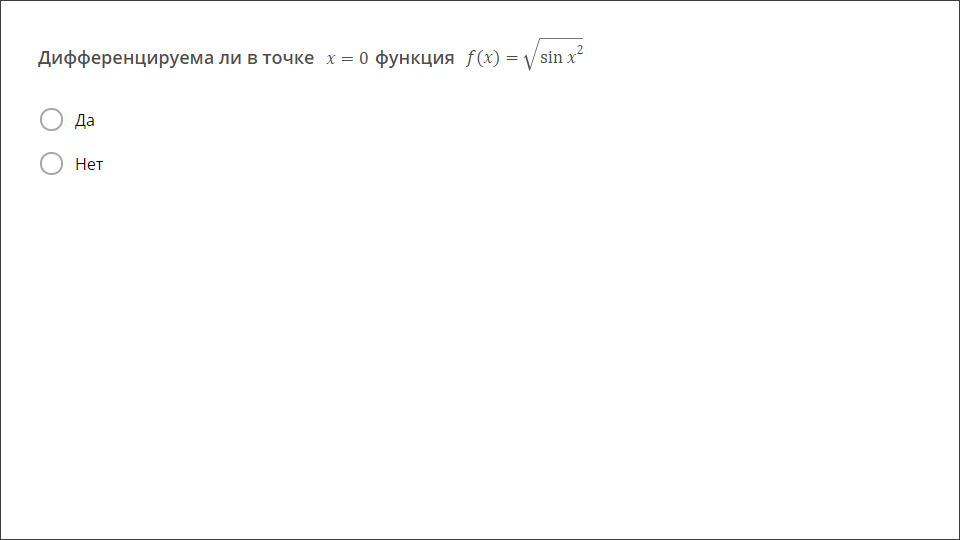 Дифференцируема ли в точке x = 0 функция f(x) = √(sin x²)
Да
Нет